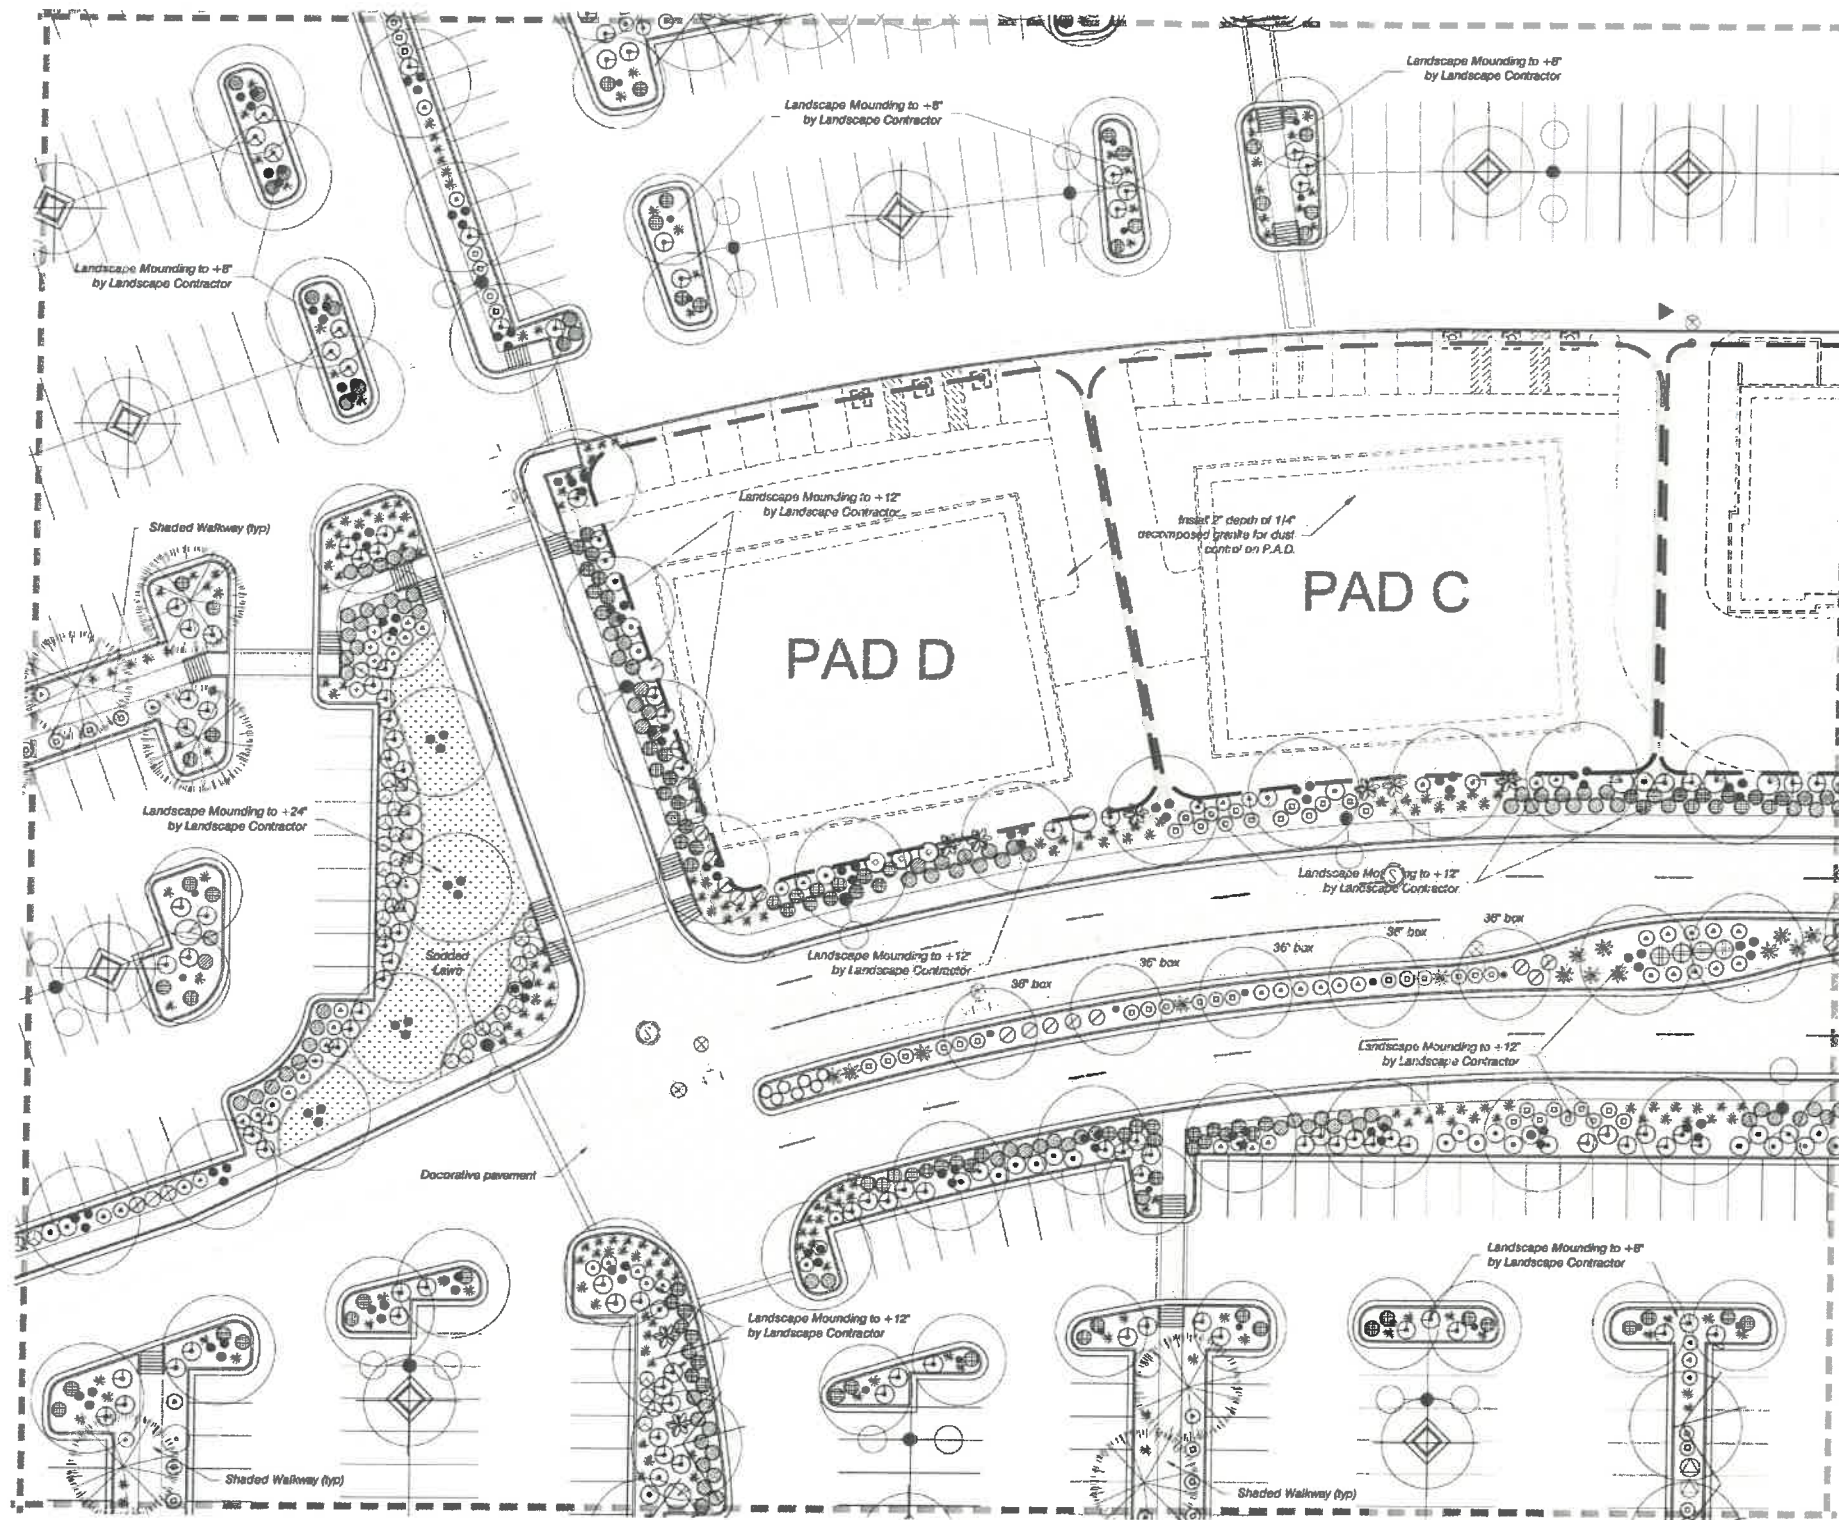 Landscape Mounding to +8"
by Landscape Contractor
Landscape Mounding to +8"
by Landscape Contractor
Landscape Mounding to +8"
by Landscape Contractor
Shaded Walkway (typ)
Landscape Mounding to +12"
by Landscape Contractor
Install 2" depth of 1/4"
decomposed granite for dust
control on P.A.D.
PAD C
PAD D
Landscape Mounding to +24"
by Landscape Contractor
Sodded
Lawn
Landscape Mounding to +12"
by Landscape Contractor
S
Landscape Mounding to +12"
by Landscape Contractor
36" box
36" box
36" box
36" box
36" box
S
Landscape Mounding to +12"
by Landscape Contractor
Decorative pavement
Landscape Mounding to +8"
by Landscape Contractor
Landscape Mounding to +12"
by Landscape Contractor
Shaded Walkway (typ)
Shaded Walkway (typ)